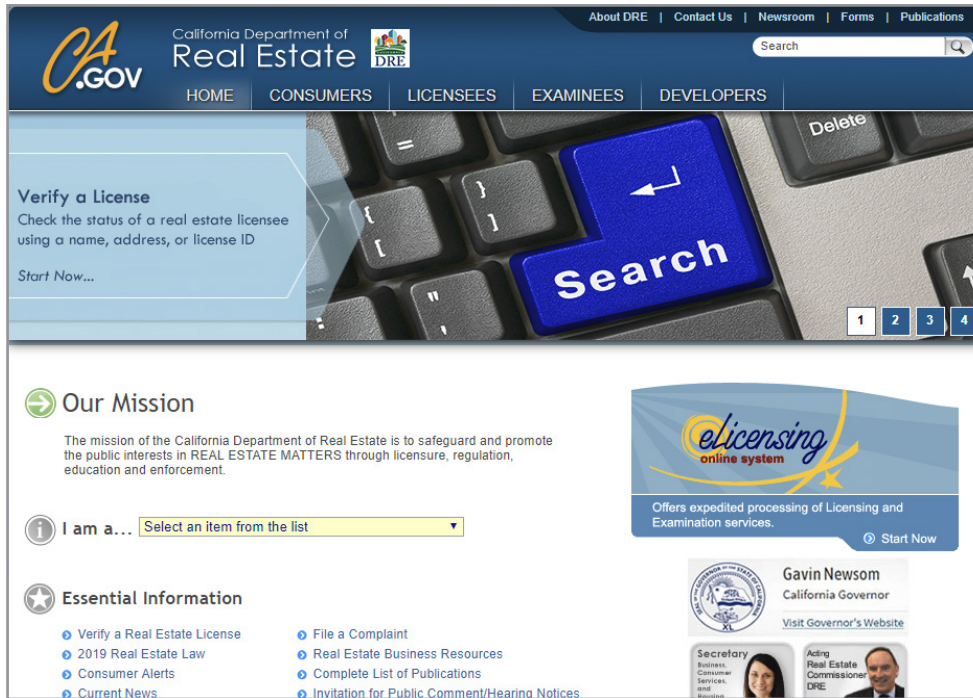 About DRE | Contact Us | Newsroom | Forms | Publications
CA
.GOV
California Department of
Real Estate
DRE
Search
HOME
CONSUMERS
LICENSEES
EXAMINEES
DEVELOPERS
Verify a License
Check the status of a real estate licensee
using a name, address, or license ID
Start Now...
=
Delete
}
]
{
[
"
Search
:
;
1
2
3
4
Our Mission
The mission of the California Department of Real Estate is to safeguard and promote
the public interests in REAL ESTATE MATTERS through licensure, regulation,
education and enforcement.
elicensing
online system
Offers expedited processing of Licensing and
Examination services.
Start Now
I am a... Select an item from the list
Gavin Newsom
California Governor
Visit Governor's Website
Essential Information
Verify a Real Estate License
2019 Real Estate Law
Consumer Alerts
Current News
File a Complaint
Real Estate Business Resources
Complete List of Publications
Invitation for Public Comment/Hearing Notices
Secretary
Business,
Consumer
Services,
and
Housing
Acting
Real Estate
Commissioner
DRE